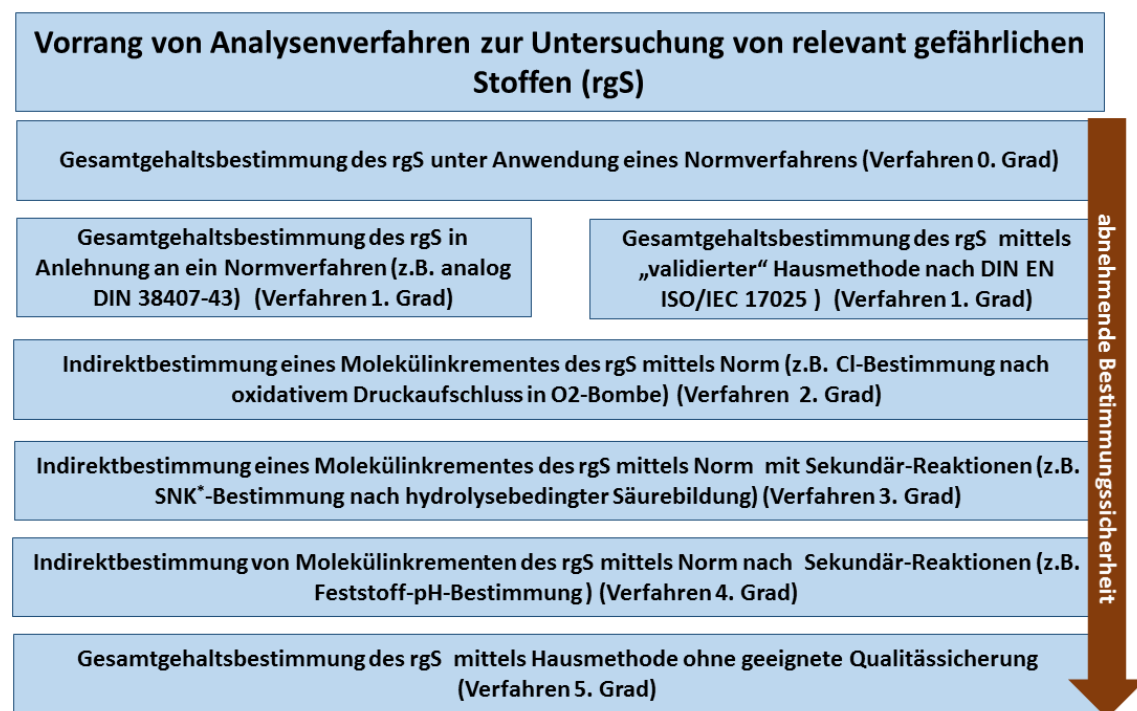 Vorrang von Analysenverfahren zur Untersuchung von relevant gefährlichen
Stoffen (rgS)
Gesamtgehaltsbestimmung des rgS unter Anwendung eines Normverfahrens (Verfahren 0. Grad)
Gesamtgehaltsbestimmung des rgS in
Anlehnung an ein Normverfahren (z.B. analog
DIN 38407-43) (Verfahren 1. Grad)
Gesamtgehaltsbestimmung des rgS mittels
„validierter“ Hausmethode nach DIN EN
ISO/IEC 17025 ) (Verfahren 1. Grad)
Indirektbestimmung eines Molekülinkrementes des rgS mittels Norm (z.B. Cl-Bestimmung nach
oxidativem Druckaufschluss in O2-Bombe) (Verfahren 2. Grad)
Indirektbestimmung eines Molekülinkrementes des rgS mittels Norm mit Sekundär-Reaktionen (z.B.
SNK*-Bestimmung nach hydrolysebedingter Säurebildung) (Verfahren 3. Grad)
Indirektbestimmung von Molekülinkrementen des rgS mittels Norm nach Sekundär-Reaktionen (z.B.
Feststoff-pH-Bestimmung ) (Verfahren 4. Grad)
Gesamtgehaltsbestimmung des rgS mittels Hausmethode ohne geeignete Qualitässicherung
(Verfahren 5. Grad)
abnehmende Bestimmungssicherheit